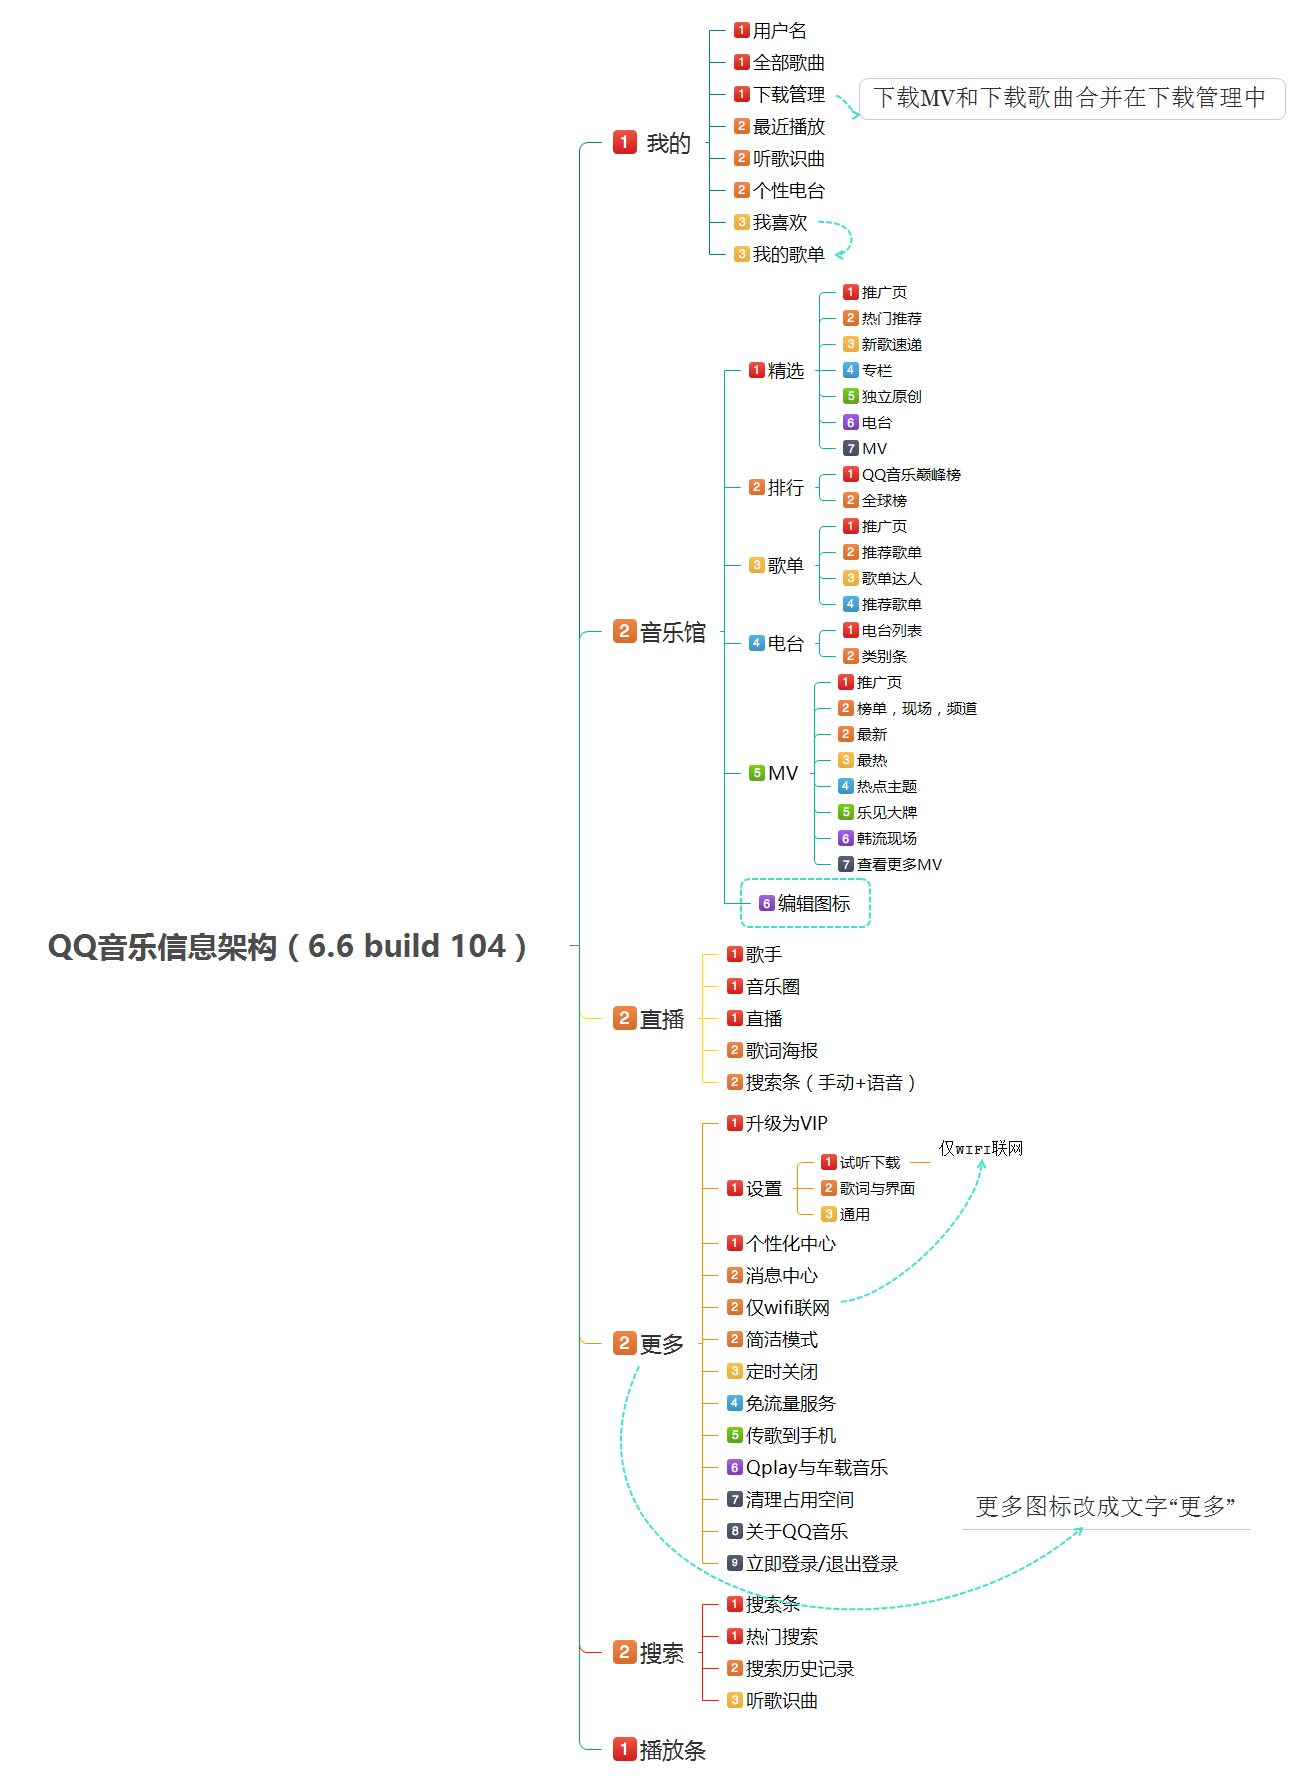 QQ音乐信息架构（6.6 build 104）
1 我的
1 用户名
1 全部歌曲
1 下载管理
下载MV和下载歌曲合并在下载管理中
2 最近播放
2 听歌识曲
2 个性电台
3 我喜欢
3 我的歌单
2 音乐馆
1 精选
1 推广页
2 热门推荐
3 新歌速递
4 专栏
5 独立原创
6 电台
7 MV
2 排行
1 QQ音乐巅峰榜
2 全球榜
3 歌单
1 推广页
2 推荐歌单
3 歌单达人
4 推荐歌单
4 电台
1 电台列表
2 类别条
5 MV
1 推广页
2 榜单，现场，频道
2 最新
3 最热
4 热点主题
5 乐见大牌
6 韩流现场
7 查看更多MV
6 编辑图标
2 直播
1 歌手
1 音乐圈
1 直播
2 歌词海报
2 搜索条（手动+语音）
2 更多
1 升级为VIP
1 设置
1 试听下载
仅WIFI联网
2 歌词与界面
3 通用
1 个性化中心
2 消息中心
2 仅wifi联网
2 简洁模式
3 定时关闭
4 免流量服务
5 传歌到手机
6 Qplay与车载音乐
7 清理占用空间
8 关于QQ音乐
9 立即登录/退出登录
更多图标改成文字“更多”
2 搜索
1 搜索条
1 热门搜索
2 搜索历史记录
3 听歌识曲
1 播放条